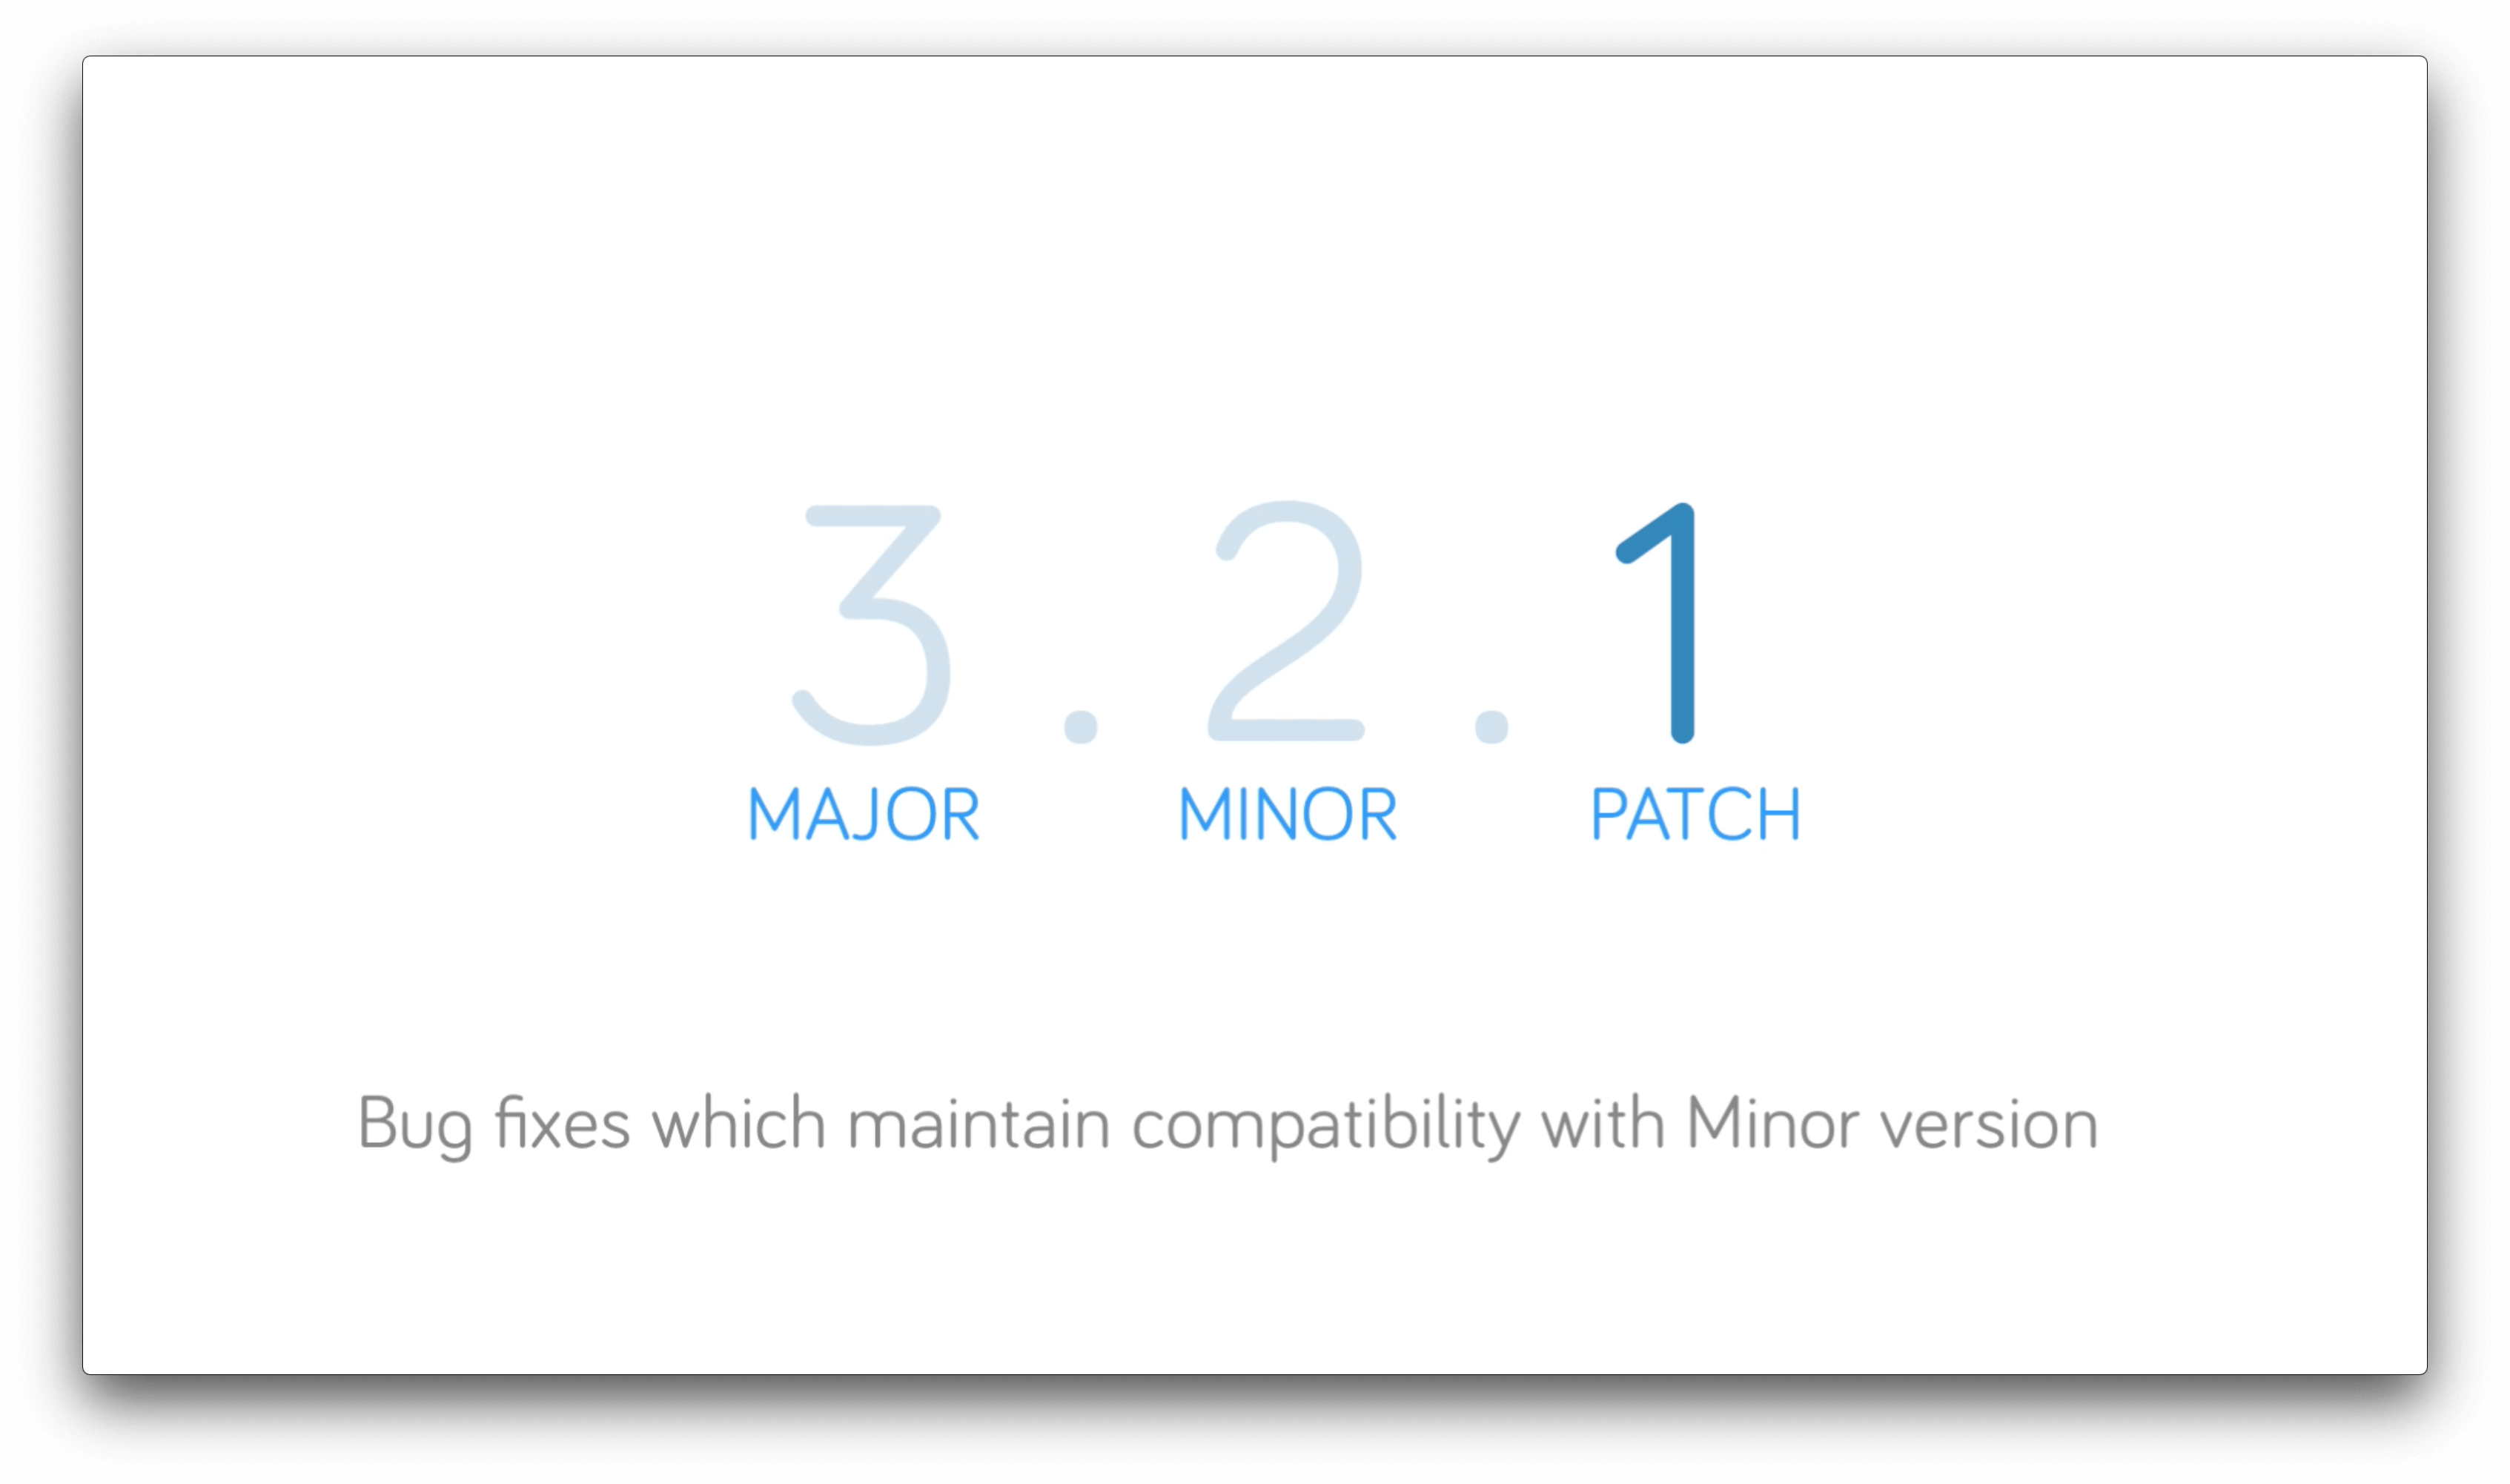 3 . 2 . 1
MAJOR MINOR PATCH
Bug fixes which maintain compatibility with Minor version